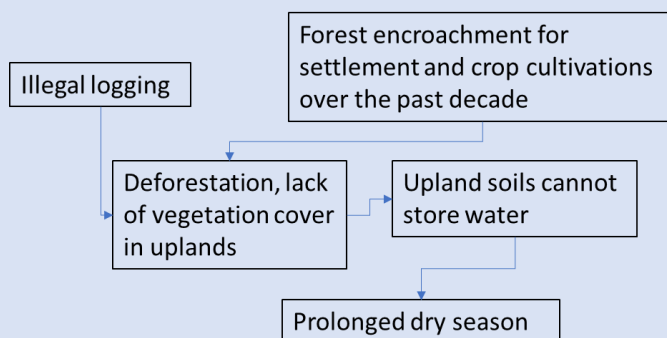 Forest encroachment for
settlement and crop cultivations
over the past decade
Illegal logging
Deforestation, lack
of vegetation cover
in uplands
Upland soils cannot
store water
Prolonged dry season